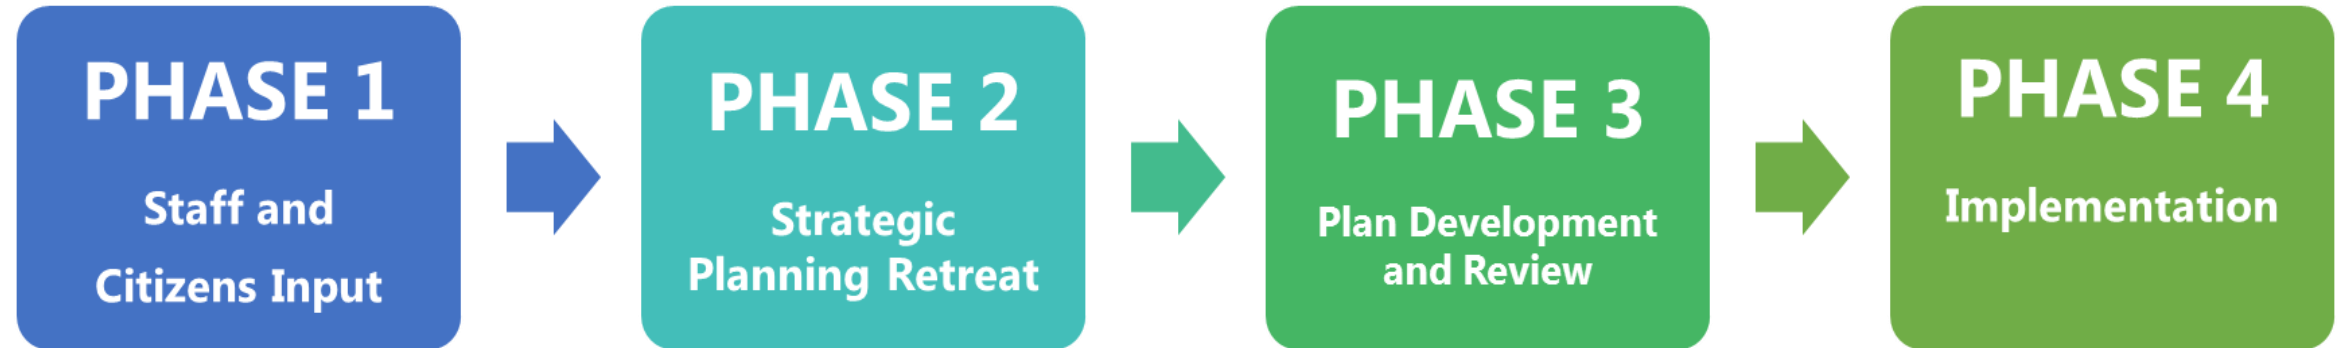 PHASE 1
Staff and
Citizens Input
PHASE 2
Strategic
Planning Retreat
PHASE 3
Plan Development
and Review
PHASE 4
Implementation